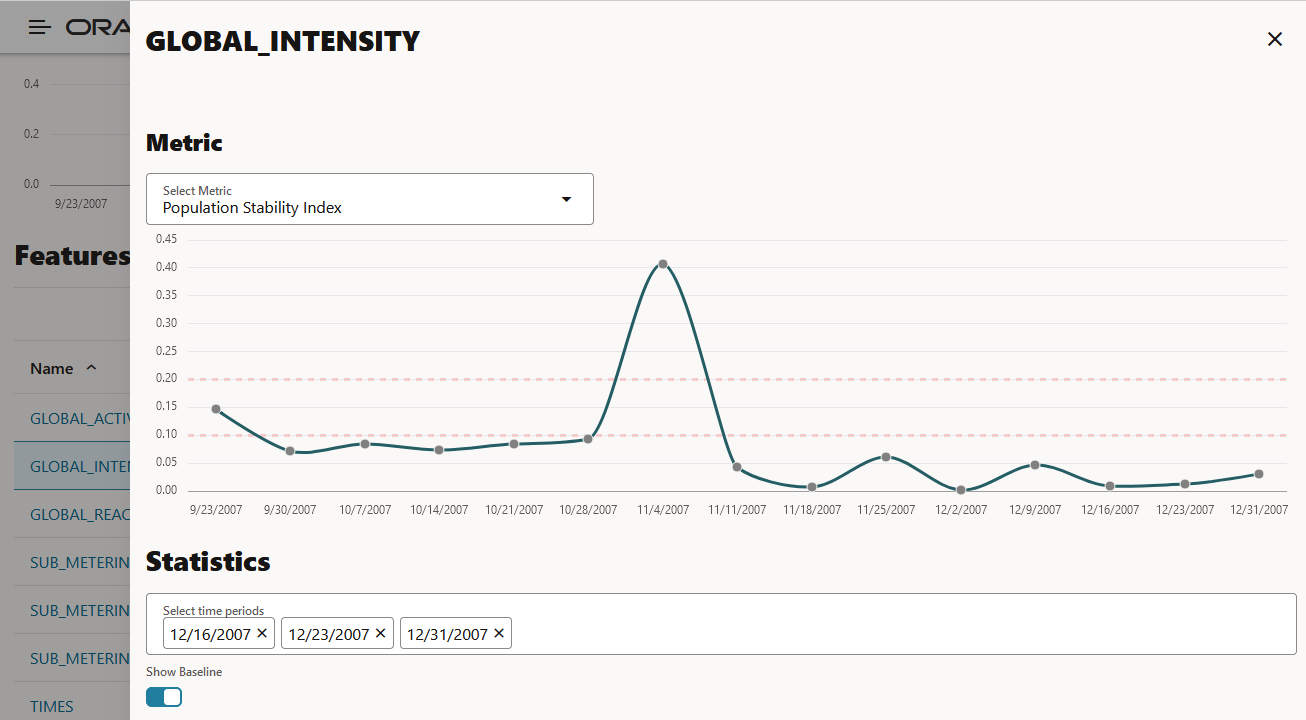 ORA
GLOBAL_INTENSITY
0.4
0.2
0.0
9/23/2007
Features
Name
GLOBAL_ACTIV
GLOBAL_INTEN
GLOBAL_REAC
SUB_METERIN
SUB_METERIN
SUB_METERIN
TIMES
Metric
Select Metric
Population Stability Index
0.45
0.40
0.35
0.30
0.25
0.20
0.15
0.10
0.05
0.00
9/23/2007 9/30/2007 10/7/2007 10/14/2007 10/21/2007 10/28/2007 11/4/2007 11/11/2007 11/18/2007 11/25/2007 12/2/2007 12/9/2007 12/16/2007 12/23/2007 12/31/2007
Statistics
Select time periods
12/16/2007 12/23/2007 12/31/2007
Show Baseline